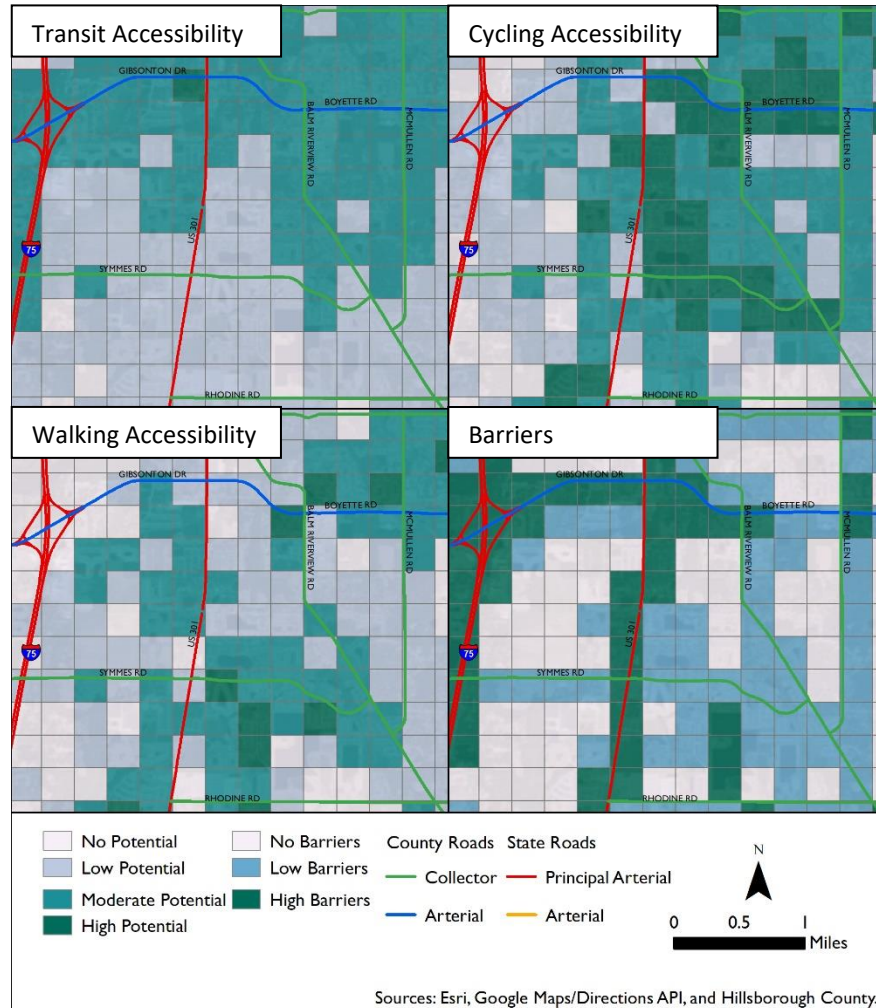 Transit Accessibility
GIBSONTON DR
BOYETTE RD
BALM RIVERVIEW RD
MCMULLEN RD
US 301
75
SYMMES RD
RHODINE RD
Cycling Accessibility
GIBSONTON DR
BOYETTE RD
BALM RIVERVIEW RD
MCMULLEN RD
US 301
75
SYMMES RD
RHODINE RD
Walking Accessibility
GIBSONTON DR
BOYETTE RD
BALM RIVERVIEW RD
MCMULLEN RD
US 301
75
SYMMES RD
RHODINE RD
Barriers
GIBSONTON DR
BOYETTE RD
BALM RIVERVIEW RD
MCMULLEN RD
US 301
75
SYMMES RD
RHODINE RD
No Potential
Low Potential
Moderate Potential
High Potential
No Barriers
Low Barriers
High Barriers
County Roads
Collector
Arterial
State Roads
Principal Arterial
Arterial
N
0 0.5 1
Miles
Sources: Esri, Google Maps/Directions API, and Hillsborough County.